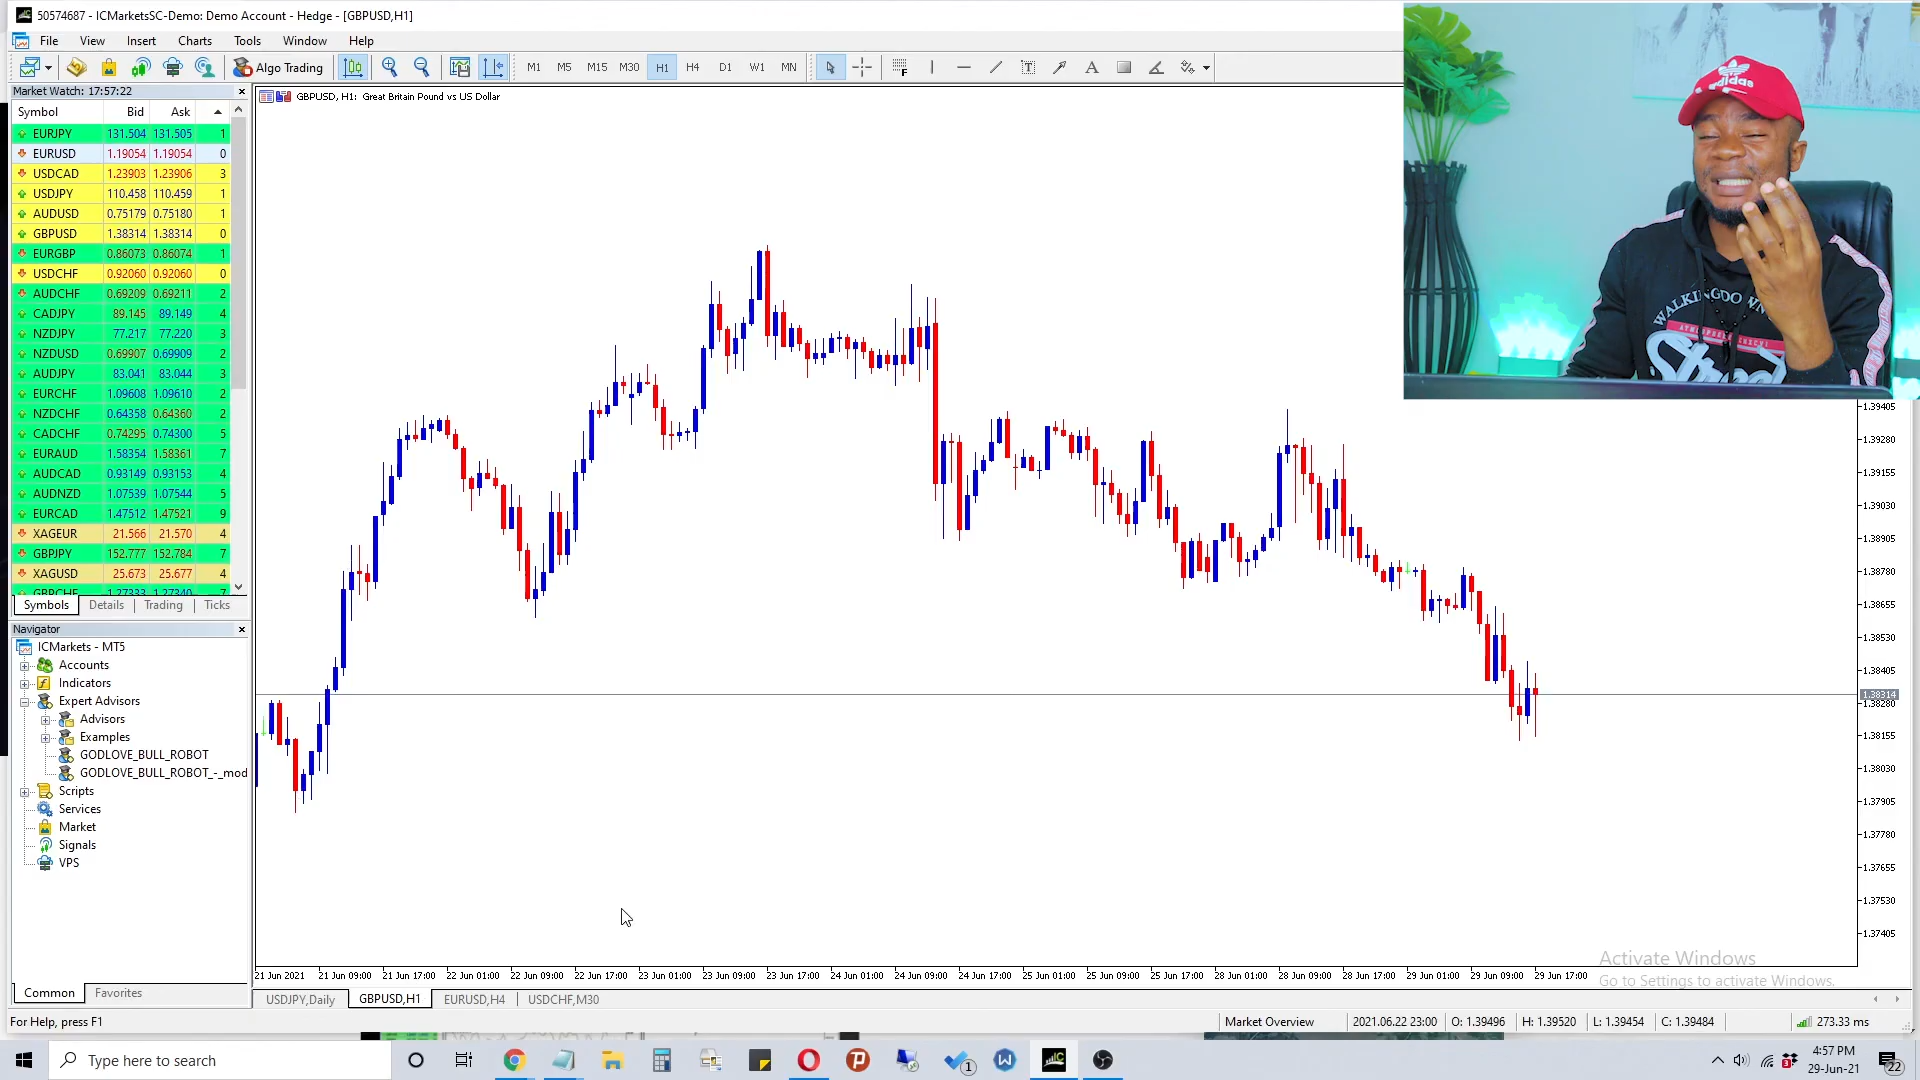 50574687 - ICMarketsSC-Demo: Demo Account - Hedge - [GBPUSD,H1]
File View Insert Charts Tools Window Help
Algo Trading M1 M5 M15 M30 H1 H4 D1 W1 MN
Market Watch: 17:57:22
Symbol Bid Ask
EURJPY 131.504 131.505 1
EURUSD 1.19054 1.19054 0
USDCAD 1.23903 1.23906 3
USDJPY 110.458 110.459 1
AUDUSD 0.75179 0.75180 1
GBPUSD 1.38314 1.38314 0
EURGBP 0.86073 0.86074 1
USDCHF 0.92060 0.92060 0
AUDCHF 0.69209 0.69211 2
CADJPY 89.145 89.149 4
NZDJPY 77.217 77.220 3
NZDUSD 0.69907 0.69909 2
AUDJPY 83.041 83.044 3
EURCHF 1.09608 1.09610 2
NZDCHF 0.64358 0.64360 2
CADCHF 0.74295 0.74300 5
EURAUD 1.58354 1.58361 7
AUDCAD 0.93149 0.93153 4
AUDNZD 1.07539 1.07544 5
EURCAD 1.47512 1.47521 9
XAGEUR 21.566 21.570 4
GBPJPY 152.777 152.784 7
XAGUSD 25.673 25.677 4
GBPCHF 1.27333 1.27340 7
Symbols Details Trading Ticks
Navigator
ICMarkets - MT5
Accounts
Indicators
Expert Advisors
Advisors
Examples
GODLOVE_BULL_ROBOT
GODLOVE_BULL_ROBOT_-_mod
Scripts
Services
Market
Signals
VPS
Common Favorites
GBPUSD, H1: Great Britain Pound vs US Dollar
adidas
WALKINGDOWN
1.39405
1.39280
1.39155
1.39030
1.38905
1.38780
1.38655
1.38530
1.38405
1.38314
1.38280
1.38155
1.38030
1.37905
1.37780
1.37655
1.37530
1.37405
Activate Windows
Go to Settings to activate Windows.
21 Jun 2021 21 Jun 09:00 21 Jun 17:00 22 Jun 01:00 22 Jun 09:00 22 Jun 17:00 23 Jun 01:00 23 Jun 09:00 23 Jun 17:00 24 Jun 01:00 24 Jun 09:00 24 Jun 17:00 25 Jun 01:00 25 Jun 09:00 25 Jun 17:00 28 Jun 01:00 28 Jun 09:00 28 Jun 17:00 29 Jun 01:00 29 Jun 09:00 29 Jun 17:00
USDJPY,Daily GBPUSD,H1 EURUSD,H4 USDCHF,M30
For Help, press F1 Market Overview 2021.06.22 23:00 O: 1.39496 H: 1.39520 L: 1.39454 C: 1.39484 273.33 ms
Type here to search
1
3
4:57 PM
29-Jun-21
22